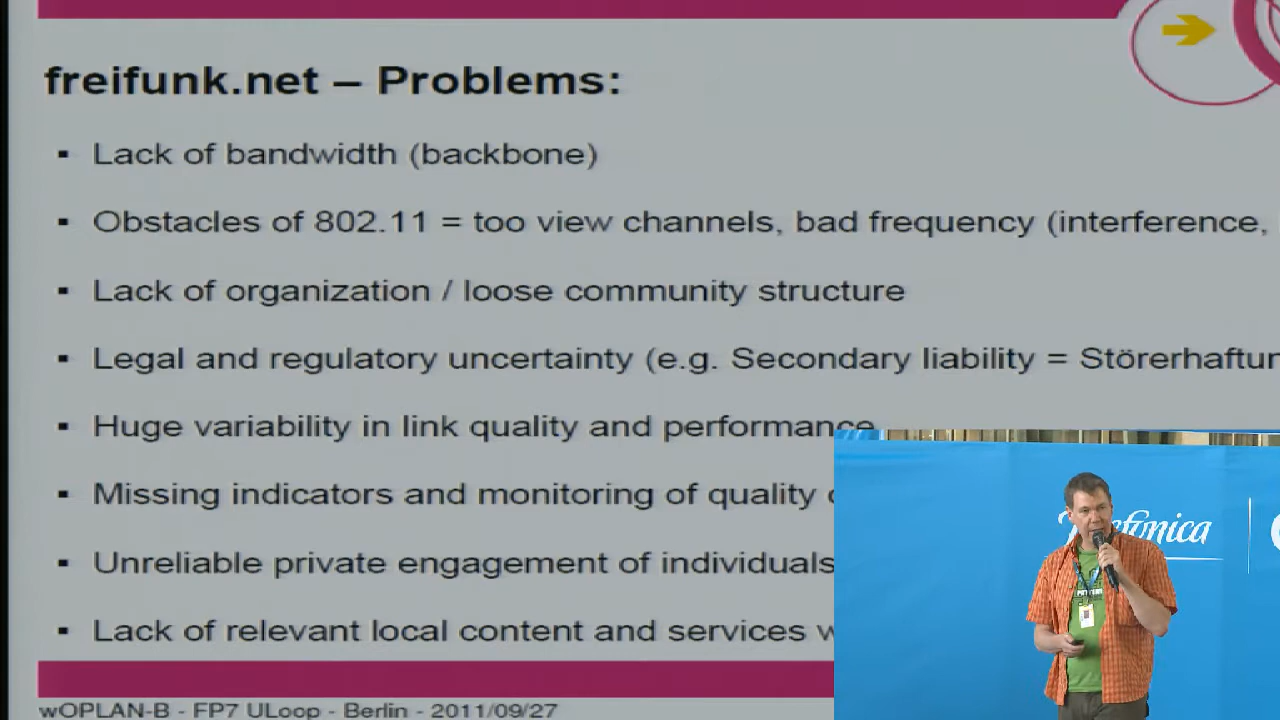 freifunk.net – Problems:
▪ Lack of bandwidth (backbone)
▪ Obstacles of 802.11 = too view channels, bad frequency (interference,
▪ Lack of organization / loose community structure
▪ Legal and regulatory uncertainty (e.g. Secondary liability = Störerhaftun
▪ Huge variability in link quality and performance
▪ Missing indicators and monitoring of quality
▪ Unreliable private engagement of individuals
▪ Lack of relevant local content and services
wOPLAN-B - FP7 ULoop - Berlin - 2011/09/27
Telefónica